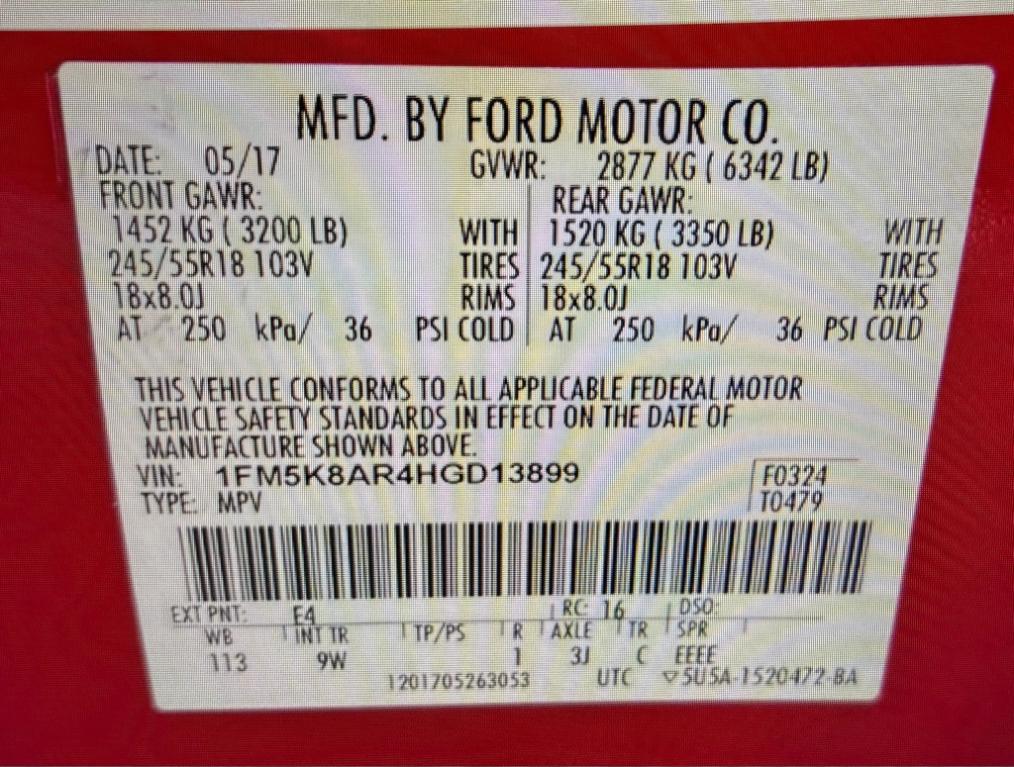 MFD. BY FORD MOTOR CO.
DATE: 05/17 GVWR: 2877 KG ( 6342 LB)
FRONT GAWR: REAR GAWR:
1452 KG ( 3200 LB) WITH 1520 KG ( 3350 LB) WITH
245/55R18 103V TIRES 245/55R18 103V TIRES
18x8.0J RIMS 18x8.0J RIMS
AT 250 kPa/ 36 PSI COLD AT 250 kPa/ 36 PSI COLD
THIS VEHICLE CONFORMS TO ALL APPLICABLE FEDERAL MOTOR
VEHICLE SAFETY STANDARDS IN EFFECT ON THE DATE OF
MANUFACTURE SHOWN ABOVE.
VIN: 1FM5K8AR4HGD13899 F0324
TYPE: MPV T0479
EXT PNT: E4 RC: 16 DSO:
WB INT TR TP/PS R AXLE TR SPR
113 9W 1 3J C EEEE
1201705263053 UTC ▽5U5A-1520472-BA